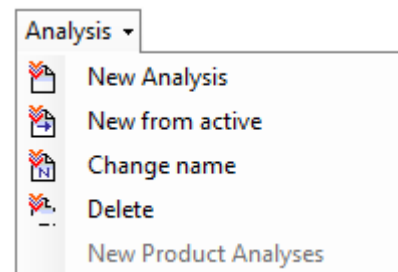 Analysis
New Analysis
New from active
Change name
Delete
New Product Analyses